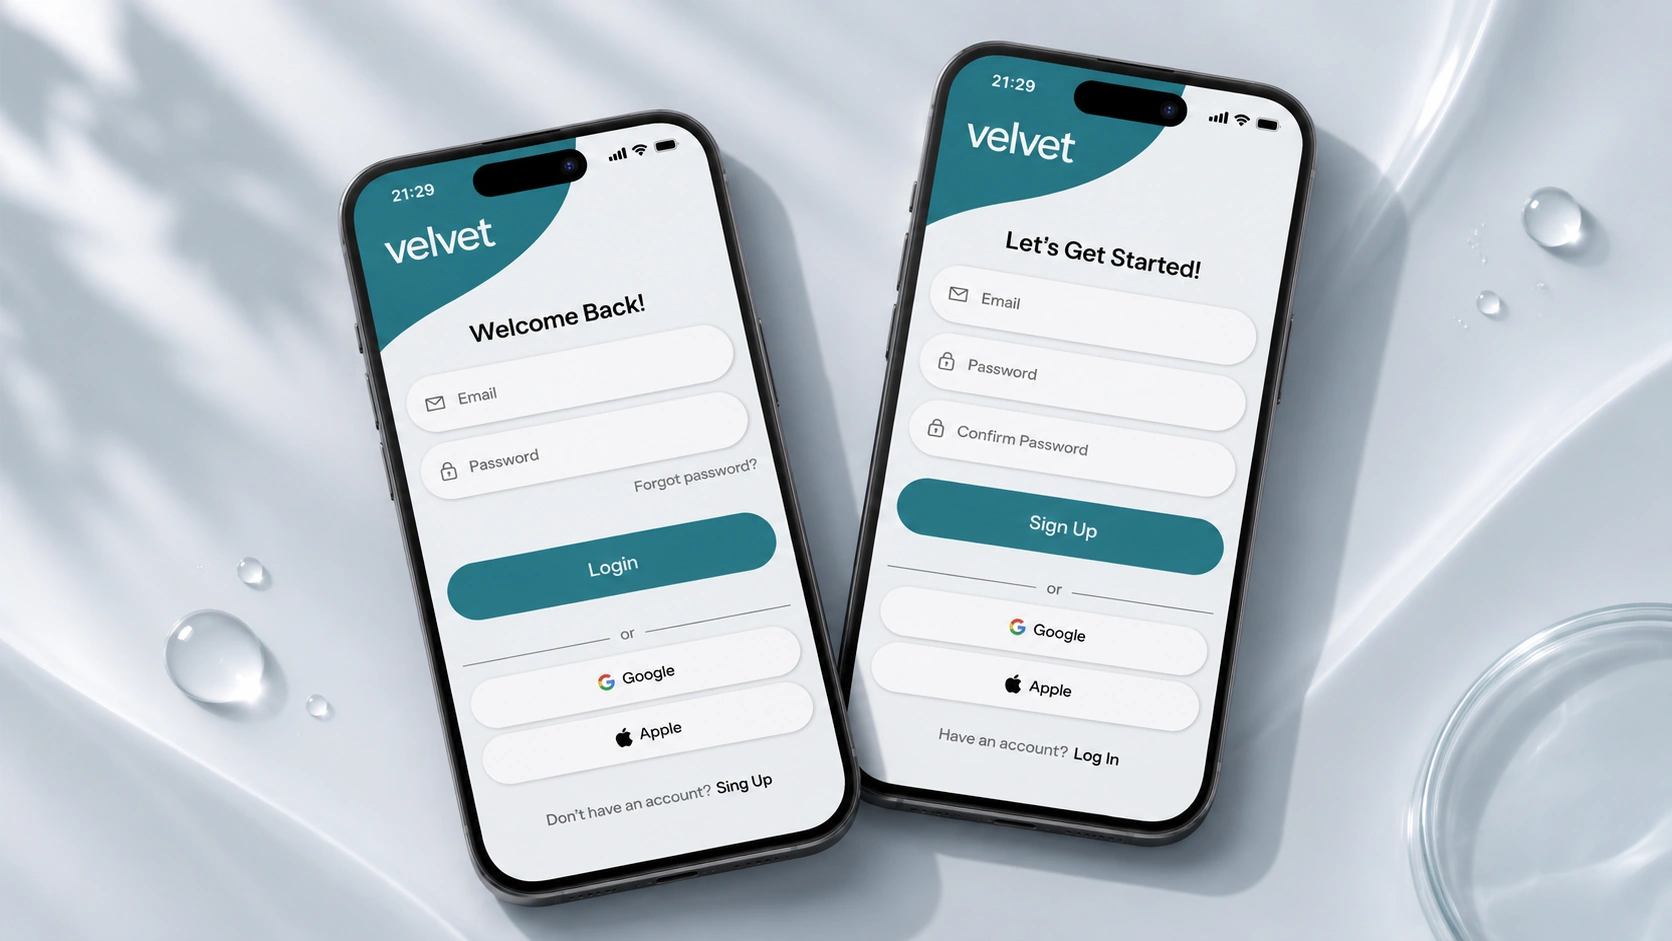 21:29
velvet
Welcome Back!
Email
Password
Forgot password?
Login
or
Google
Apple
Don't have an account? Sing Up
21:29
velvet
Let's Get Started!
Email
Password
Confirm Password
Sign Up
or
Google
Apple
Have an account? Log In